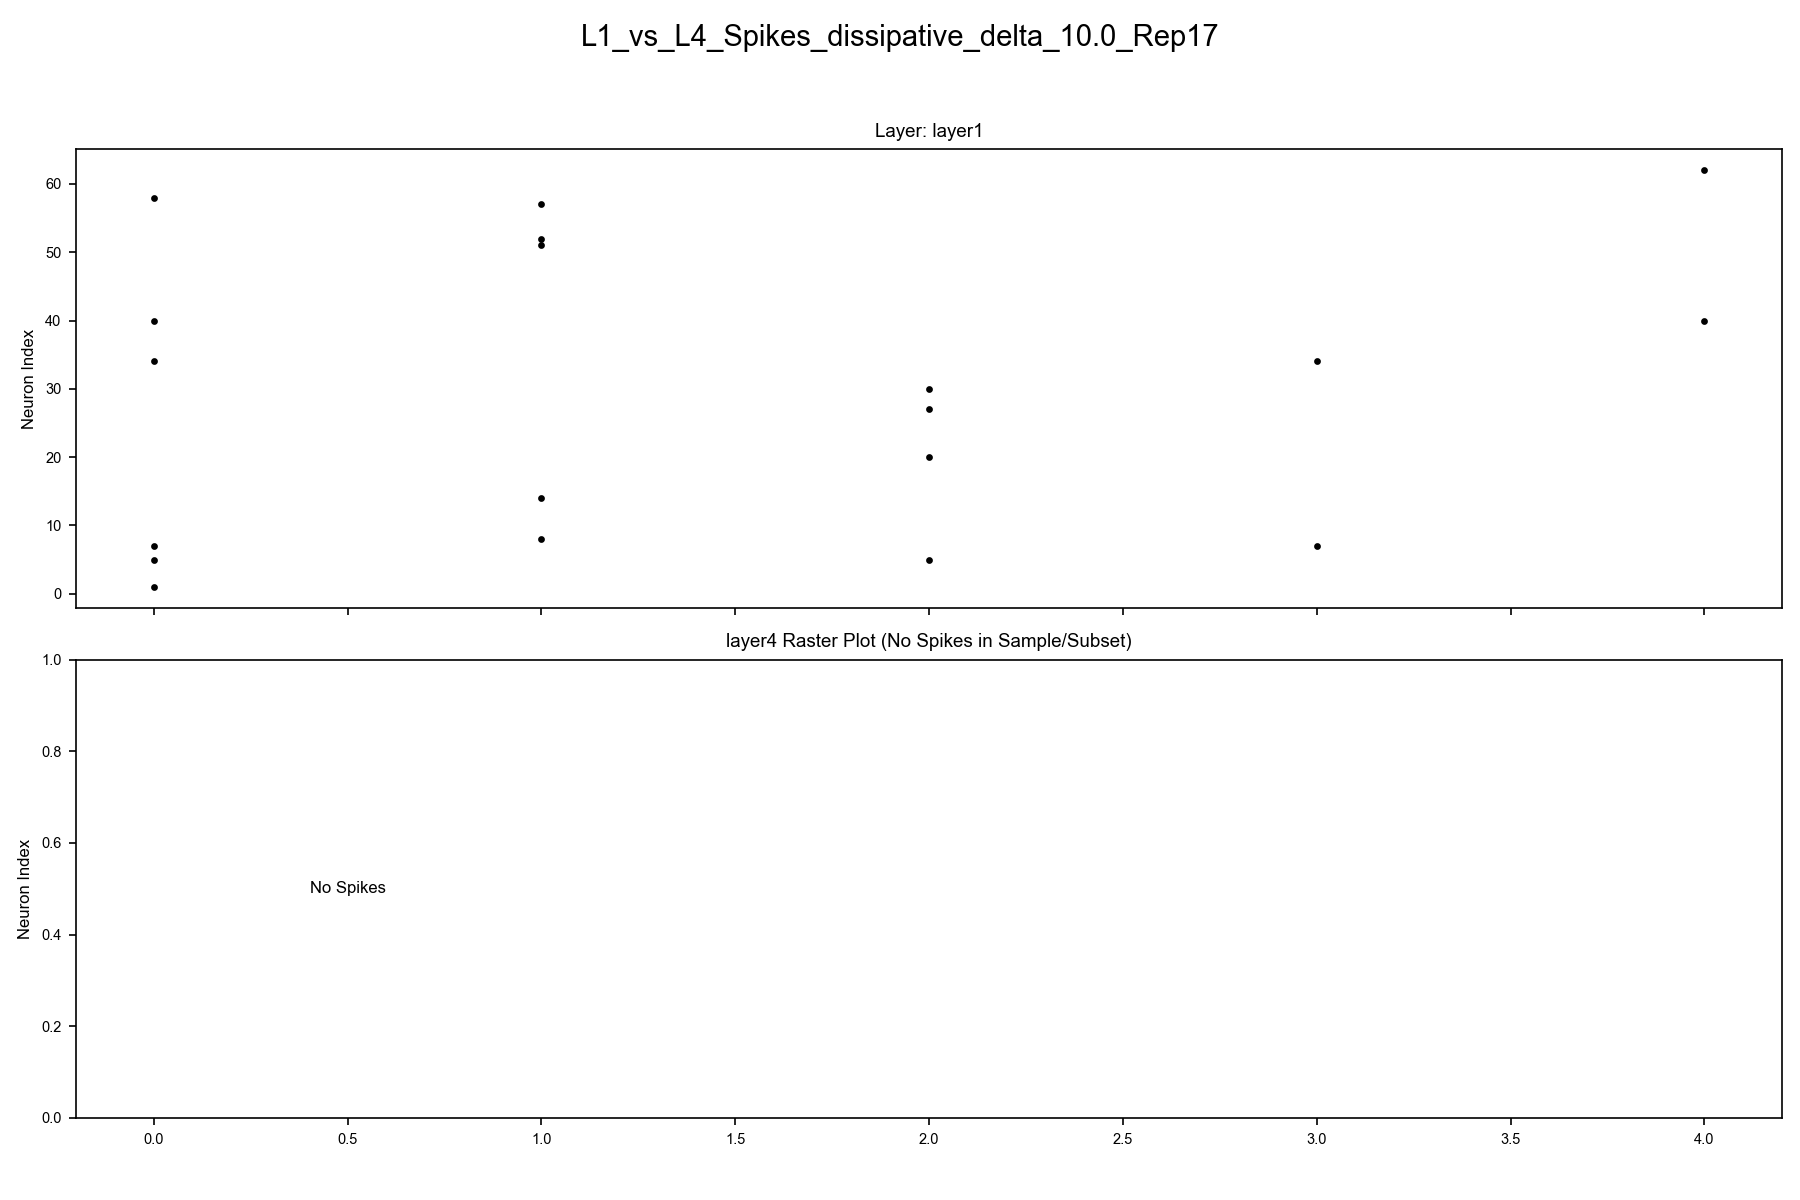 L1_vs_L4_Spikes_dissipative_delta_10.0_Rep17
Layer: layer1
60
50
40
30
20
10
0
Neuron Index
layer4 Raster Plot (No Spikes in Sample/Subset)
1.0
0.8
0.6
0.4
0.2
0.0
Neuron Index
No Spikes
0.0 0.5 1.0 1.5 2.0 2.5 3.0 3.5 4.0